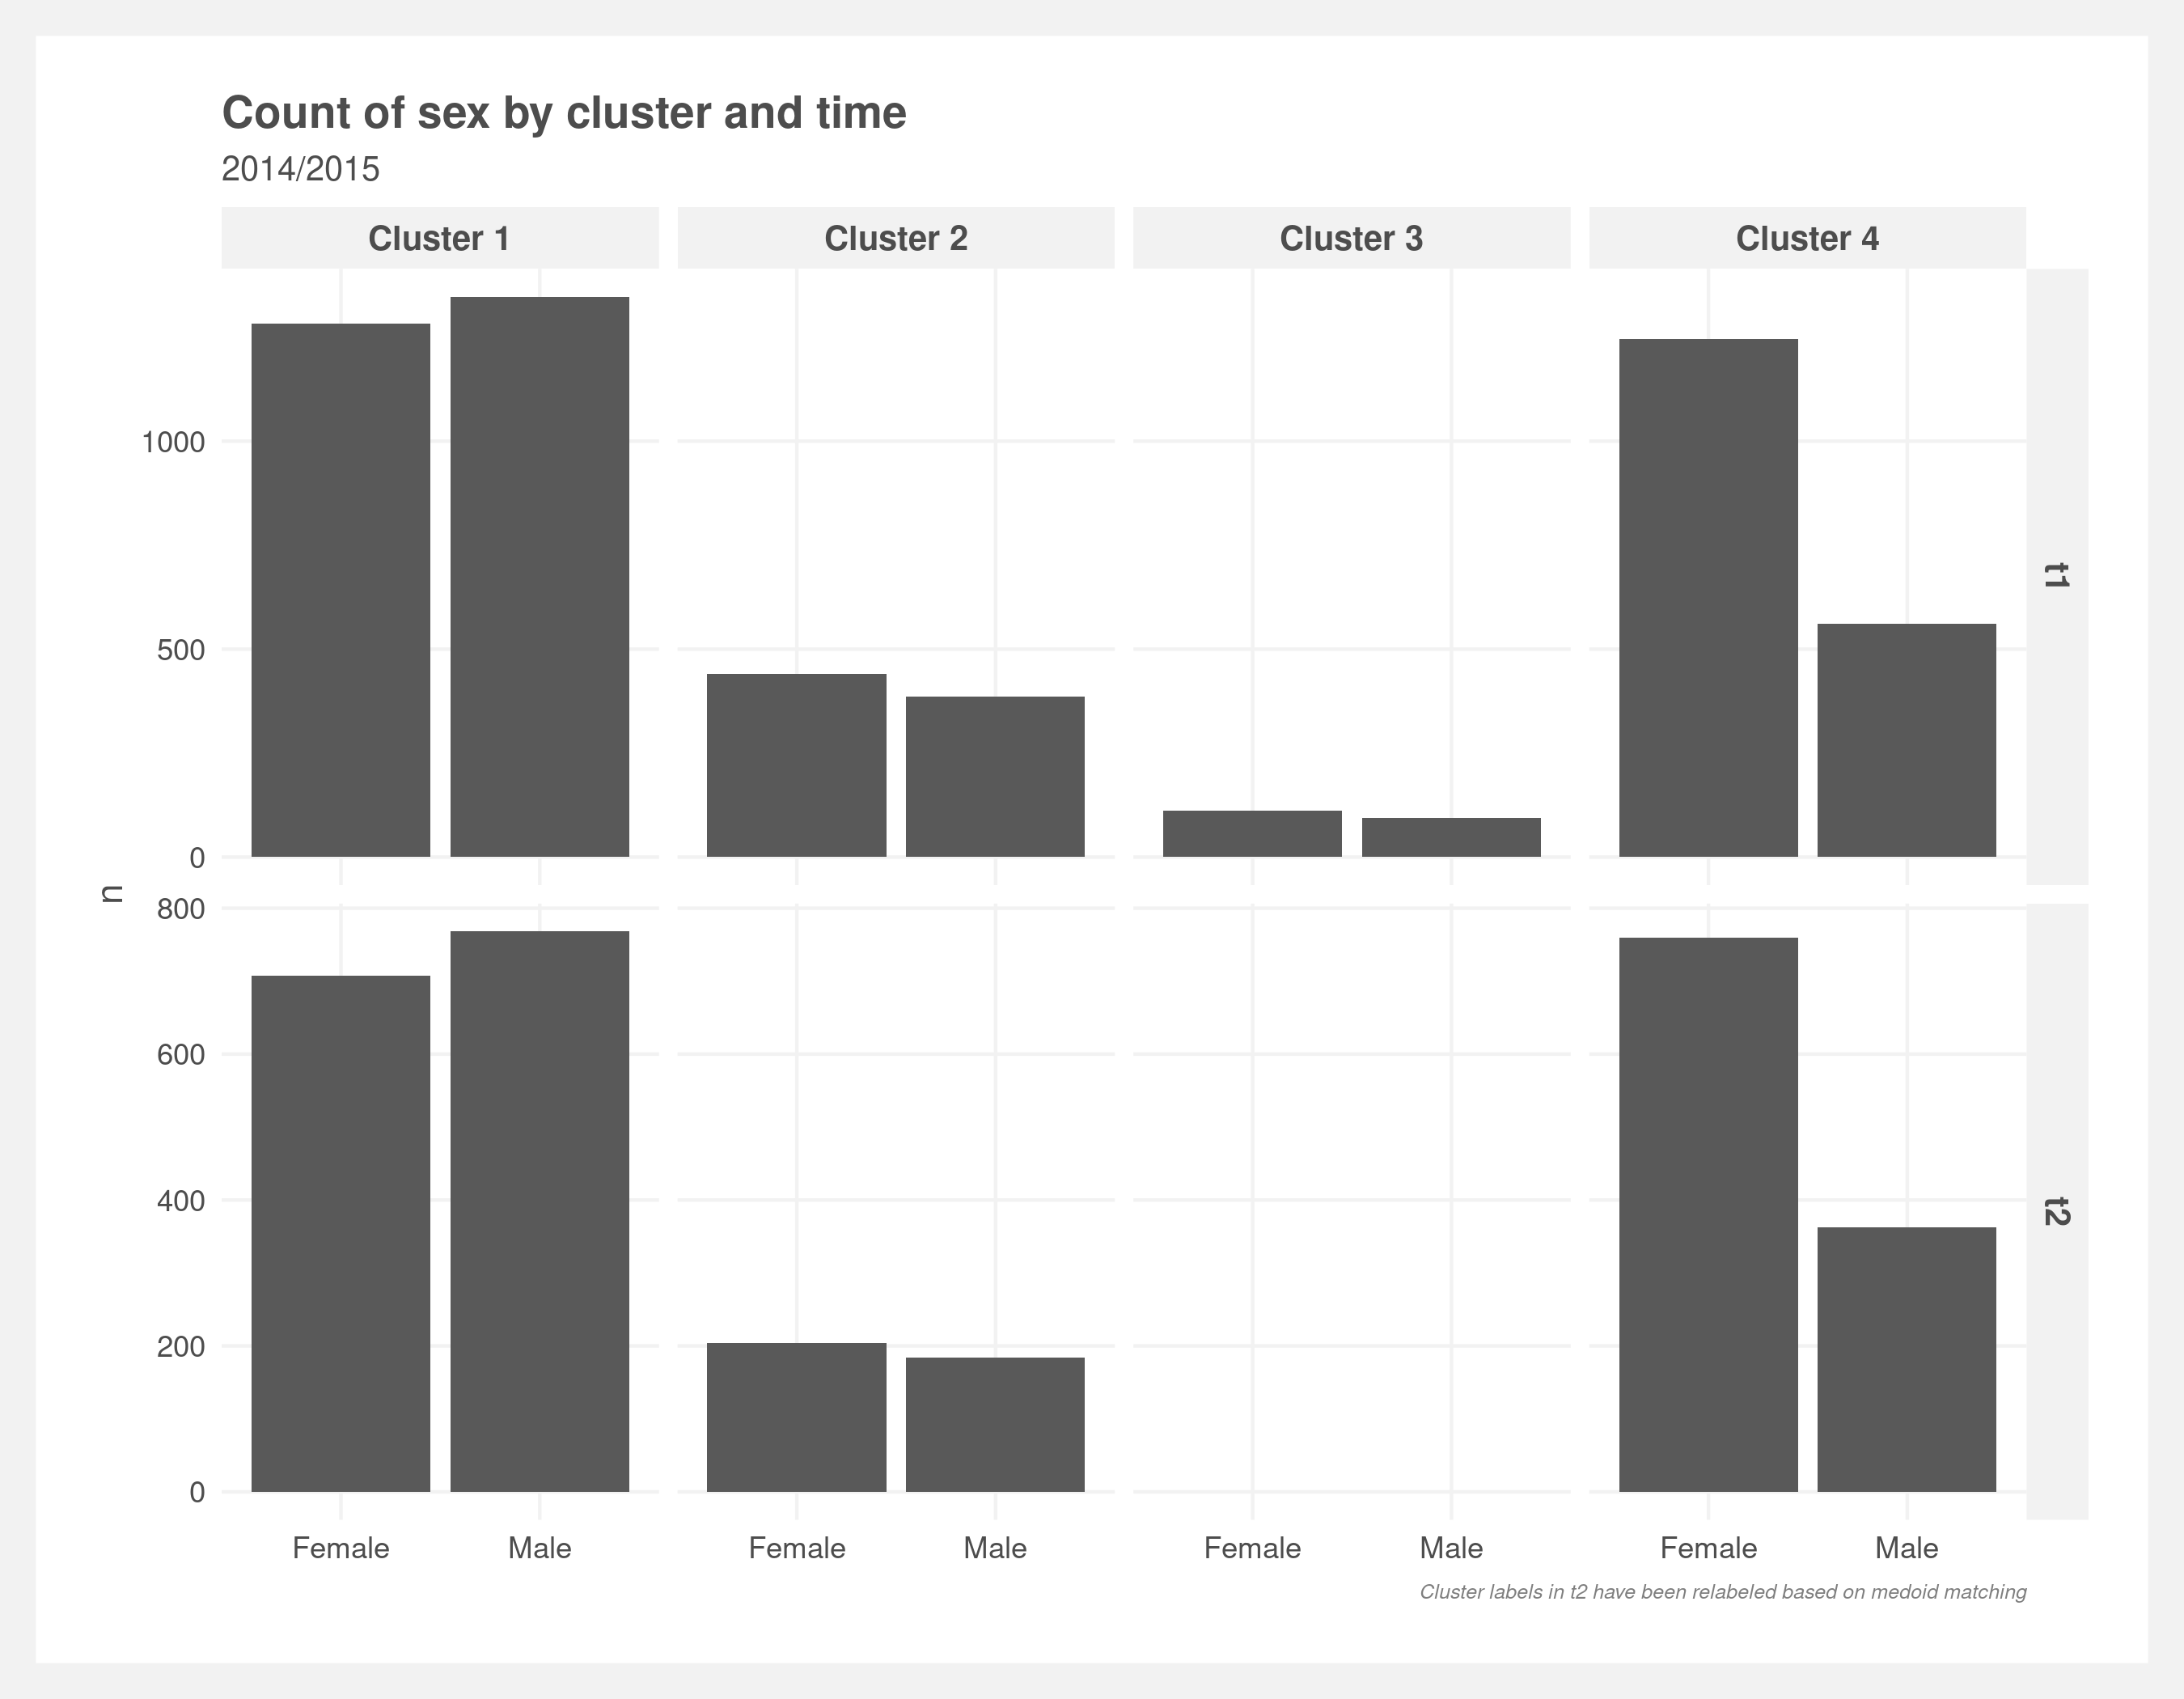 Count of sex by cluster and time
2014/2015
Cluster 1 Cluster 2 Cluster 3 Cluster 4
1000
500
0
t1
n
800
600
400
200
0
t2
Female Male Female Male Female Male Female Male
Cluster labels in t2 have been relabeled based on medoid matching